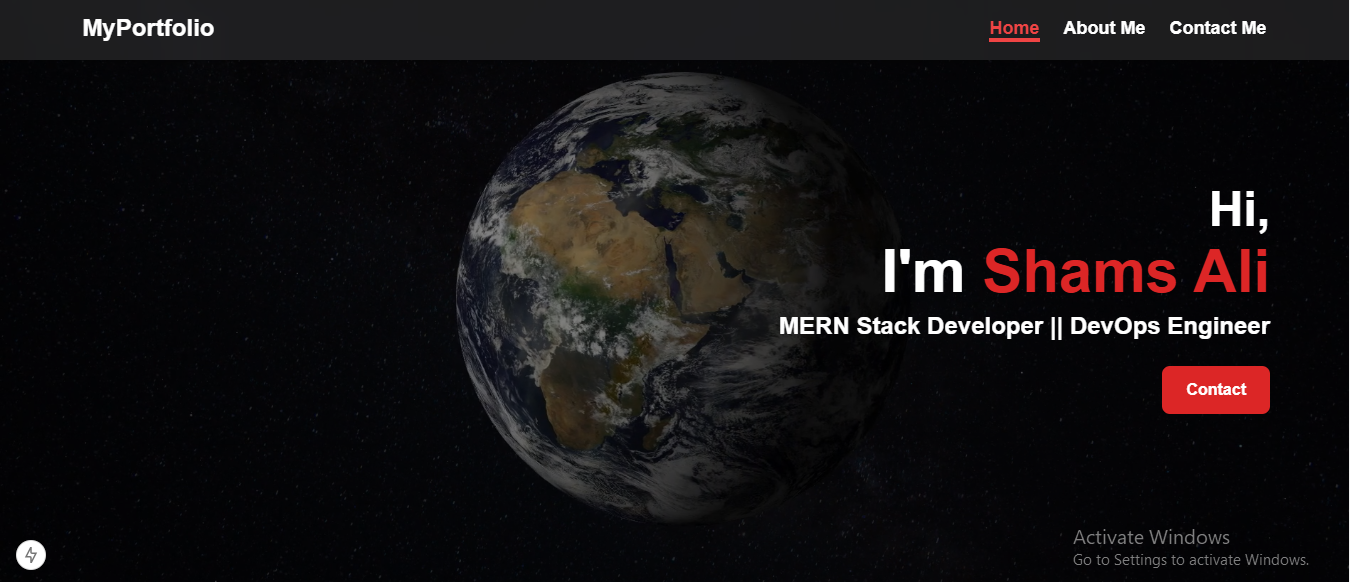 MyPortfolio
Home
About Me
Contact Me
Hi,
I'm Shams Ali
MERN Stack Developer || DevOps Engineer
Contact
Activate Windows
Go to Settings to activate Windows.